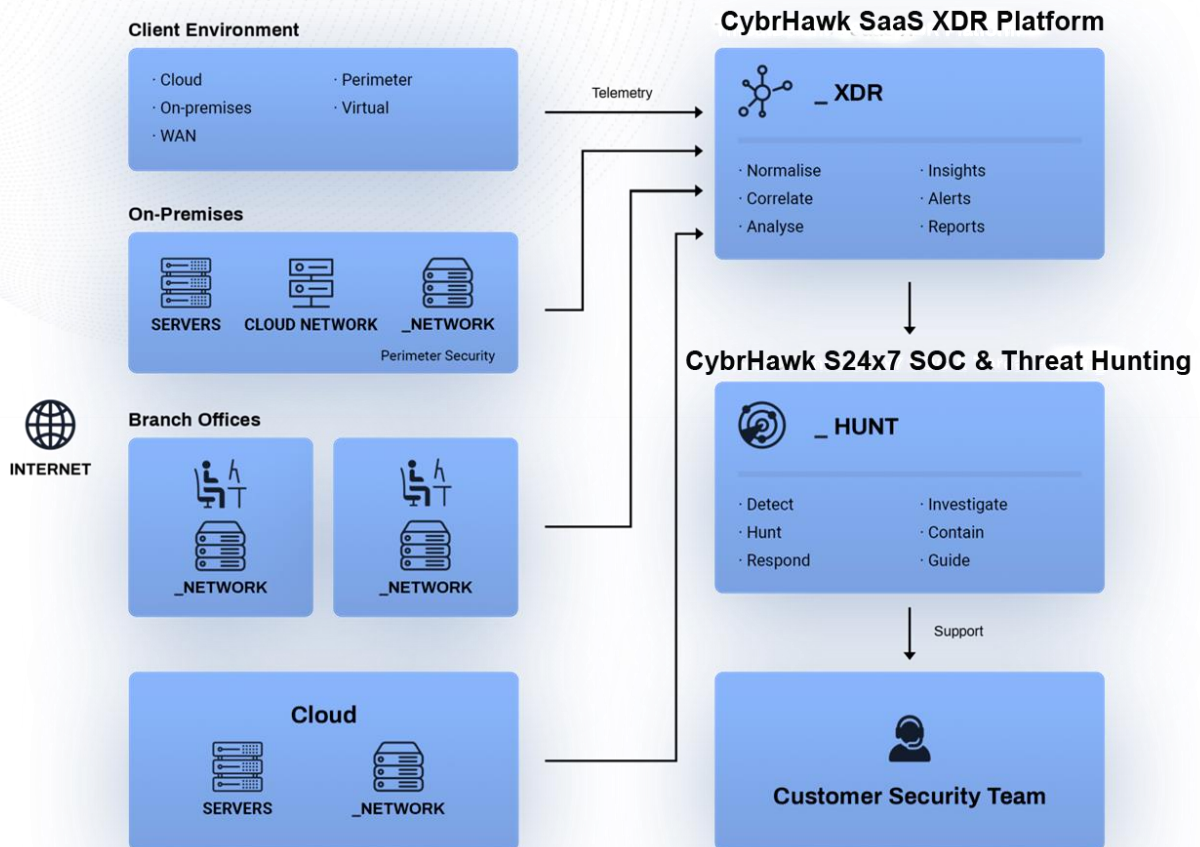 Client Environment
· Cloud
· On-premises
· WAN
· Perimeter
· Virtual
On-Premises
SERVERS
CLOUD NETWORK
_NETWORK
Perimeter Security
INTERNET
Branch Offices
_NETWORK
_NETWORK
Cloud
SERVERS
_NETWORK
Telemetry
CybrHawk SaaS XDR Platform
_ XDR
· Normalise
· Correlate
· Analyse
· Insights
· Alerts
· Reports
CybrHawk S24x7 SOC & Threat Hunting
_ HUNT
· Detect
· Hunt
· Respond
· Investigate
· Contain
· Guide
Support
Customer Security Team